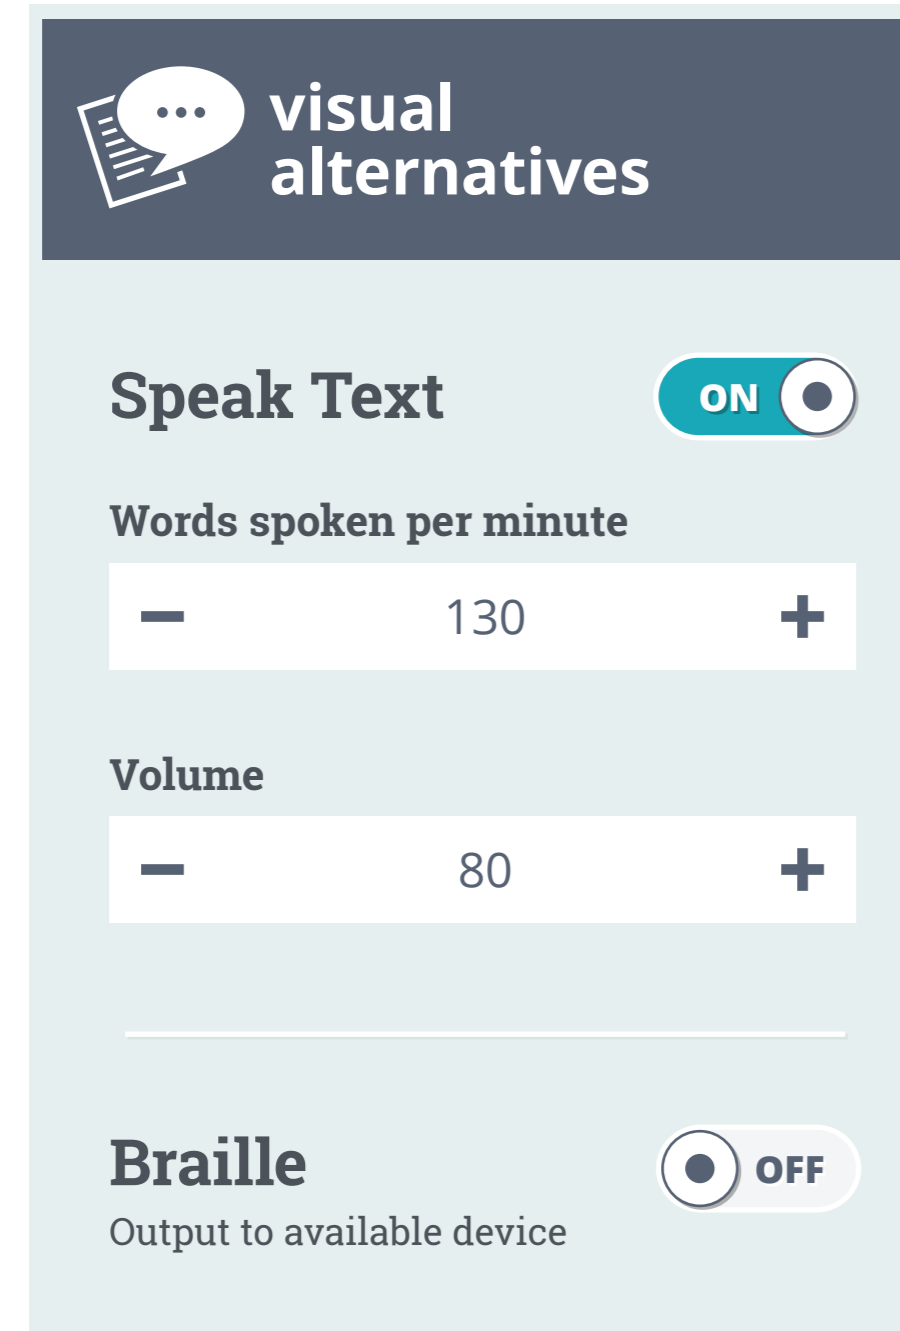 visual
alternatives
Speak Text
ON
Words spoken per minute
− 130 +
Volume
− 80 +
Braille
OFF
Output to available device